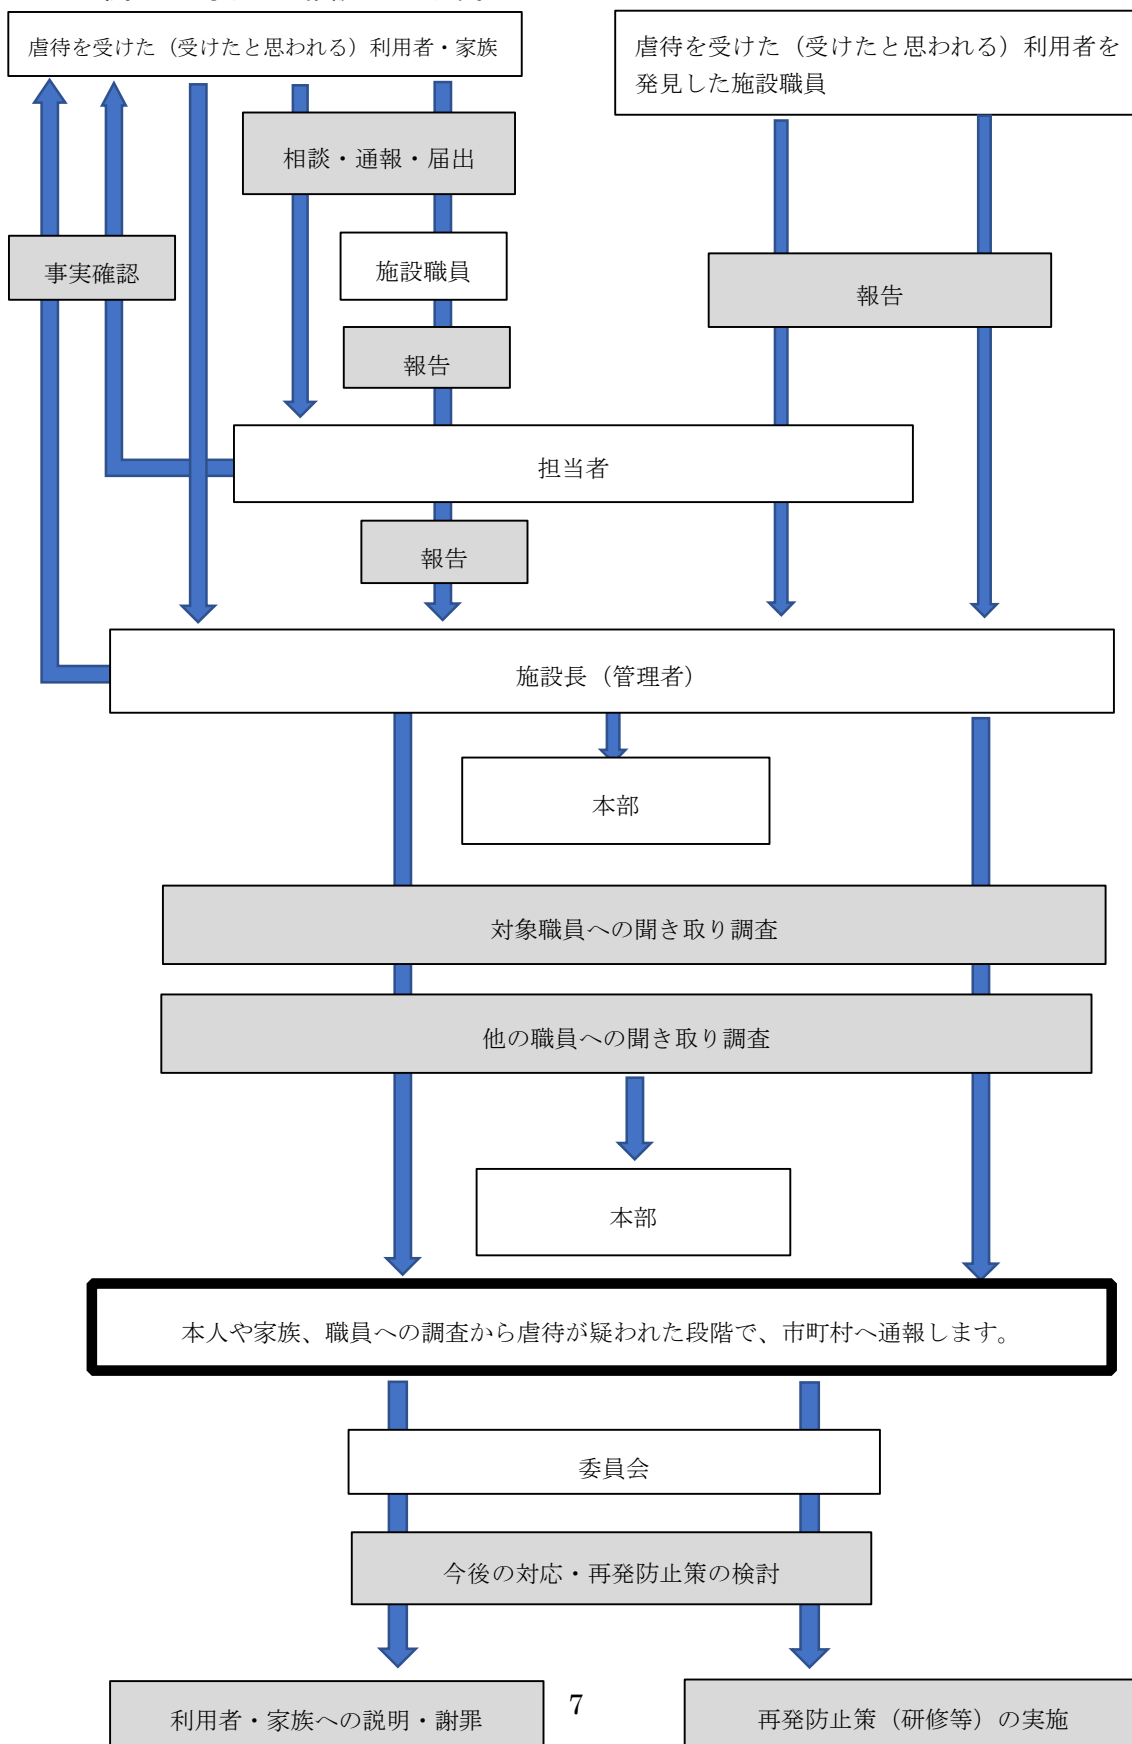 虐待を受けた（受けたと思われる）利用者・家族
虐待を受けた（受けたと思われる）利用者を
発見した施設職員
相談・通報・届出
事実確認
施設職員
報告
報告
担当者
報告
施設長（管理者）
本部
対象職員への聞き取り調査
他の職員への聞き取り調査
本部
本人や家族、職員への調査から虐待が疑われた段階で、市町村へ通報します。
委員会
今後の対応・再発防止策の検討
利用者・家族への説明・謝罪
7
再発防止策（研修等）の実施